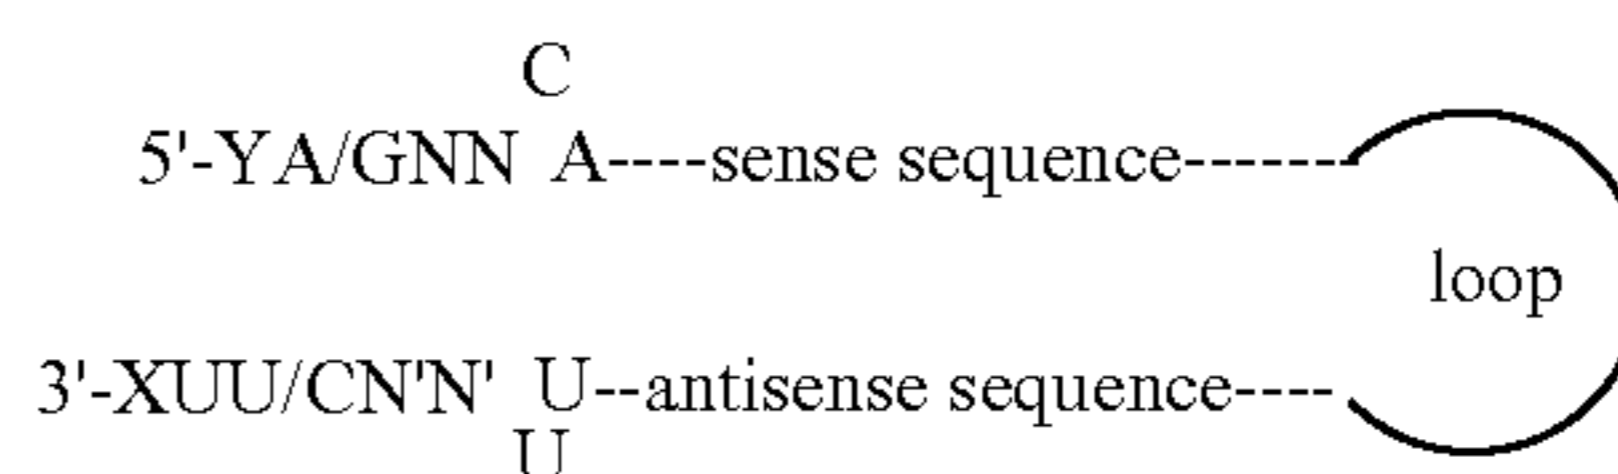 C
5'-YA/GNN A----sense sequence-------
loop
3'-XUU/CN'N' U--antisense sequence----
U